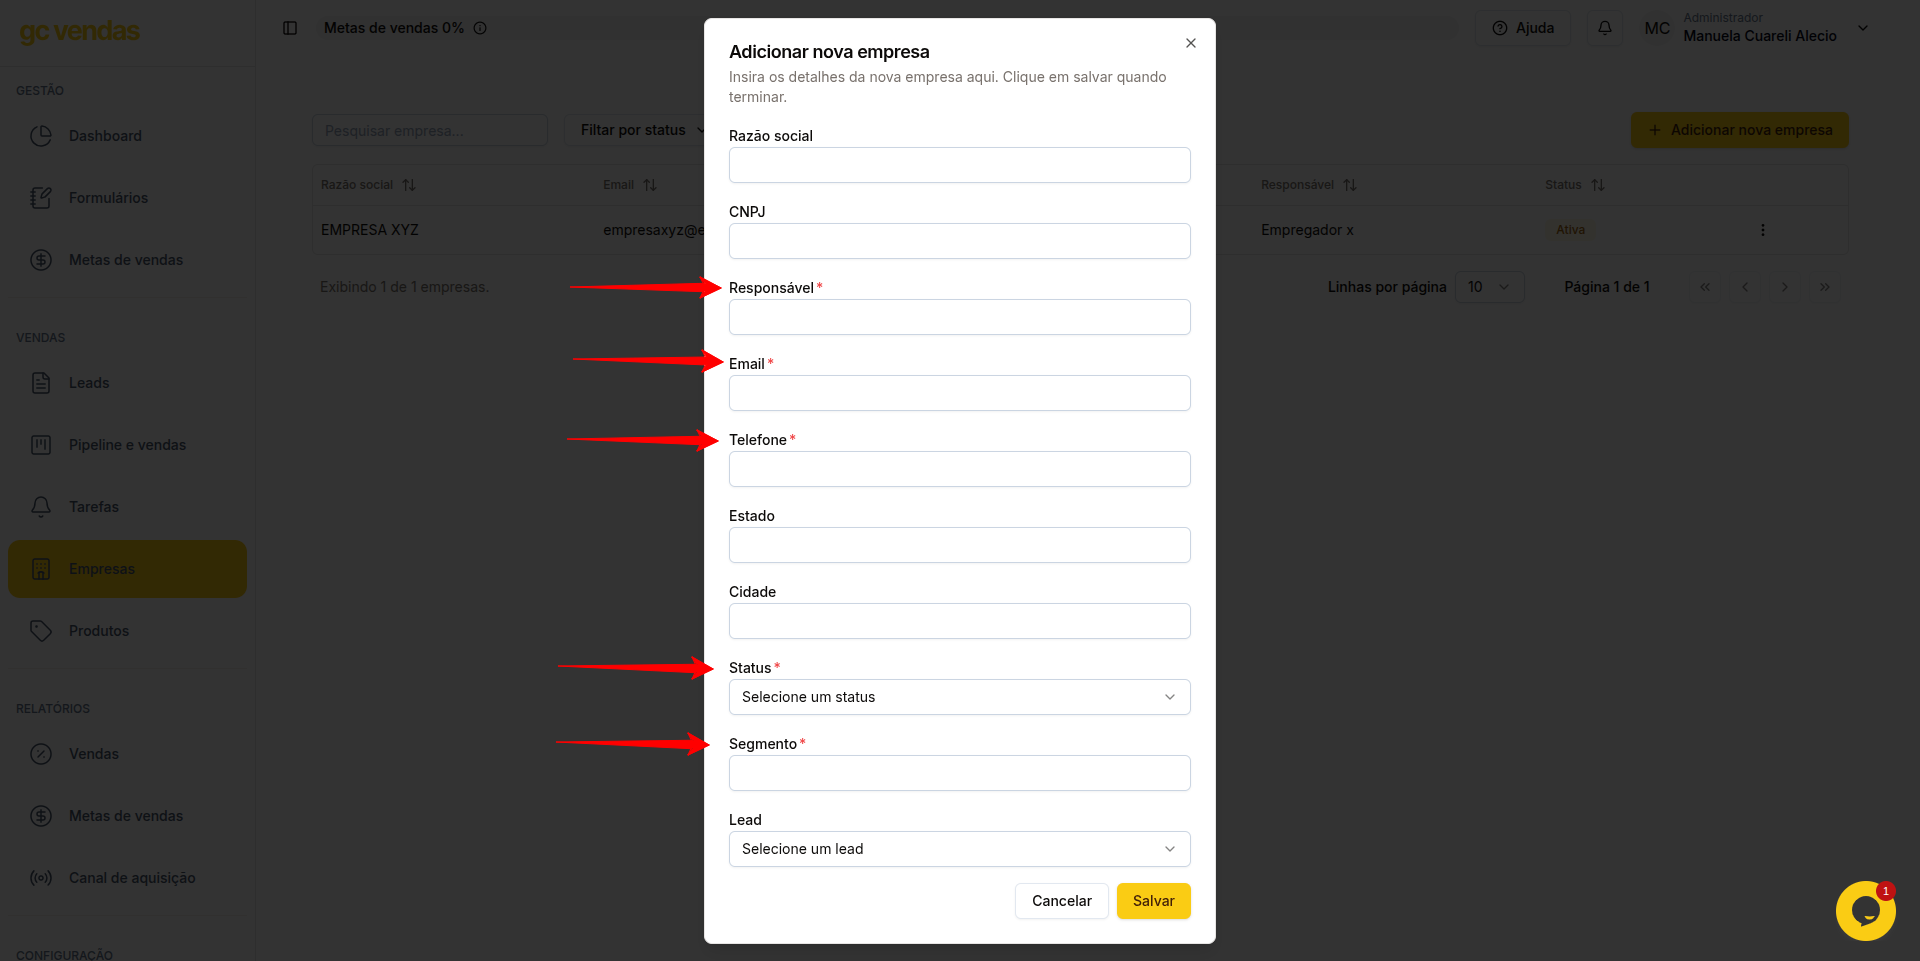 gc vendas
Metas de vendas 0%
Ajuda
MC
Administrador
Manuela Cuareli Alecio
GESTÃO
Dashboard
Formulários
Metas de vendas
VENDAS
Leads
Pipeline e vendas
Tarefas
Empresas
Produtos
RELATÓRIOS
Vendas
Metas de vendas
Canal de aquisição
CONFIGURAÇÃO
Pesquisar empresa...
Filtar por status
Adicionar nova empresa
Razão social
Email
Responsável
Status
EMPRESA XYZ
empresaxyz@e
Empregador x
Ativa
Exibindo 1 de 1 empresas.
Linhas por página
10
Página 1 de 1
Adicionar nova empresa
Insira os detalhes da nova empresa aqui. Clique em salvar quando
terminar.
Razão social
CNPJ
Responsável *
Email *
Telefone *
Estado
Cidade
Status *
Selecione um status
Segmento *
Lead
Selecione um lead
Cancelar
Salvar
1